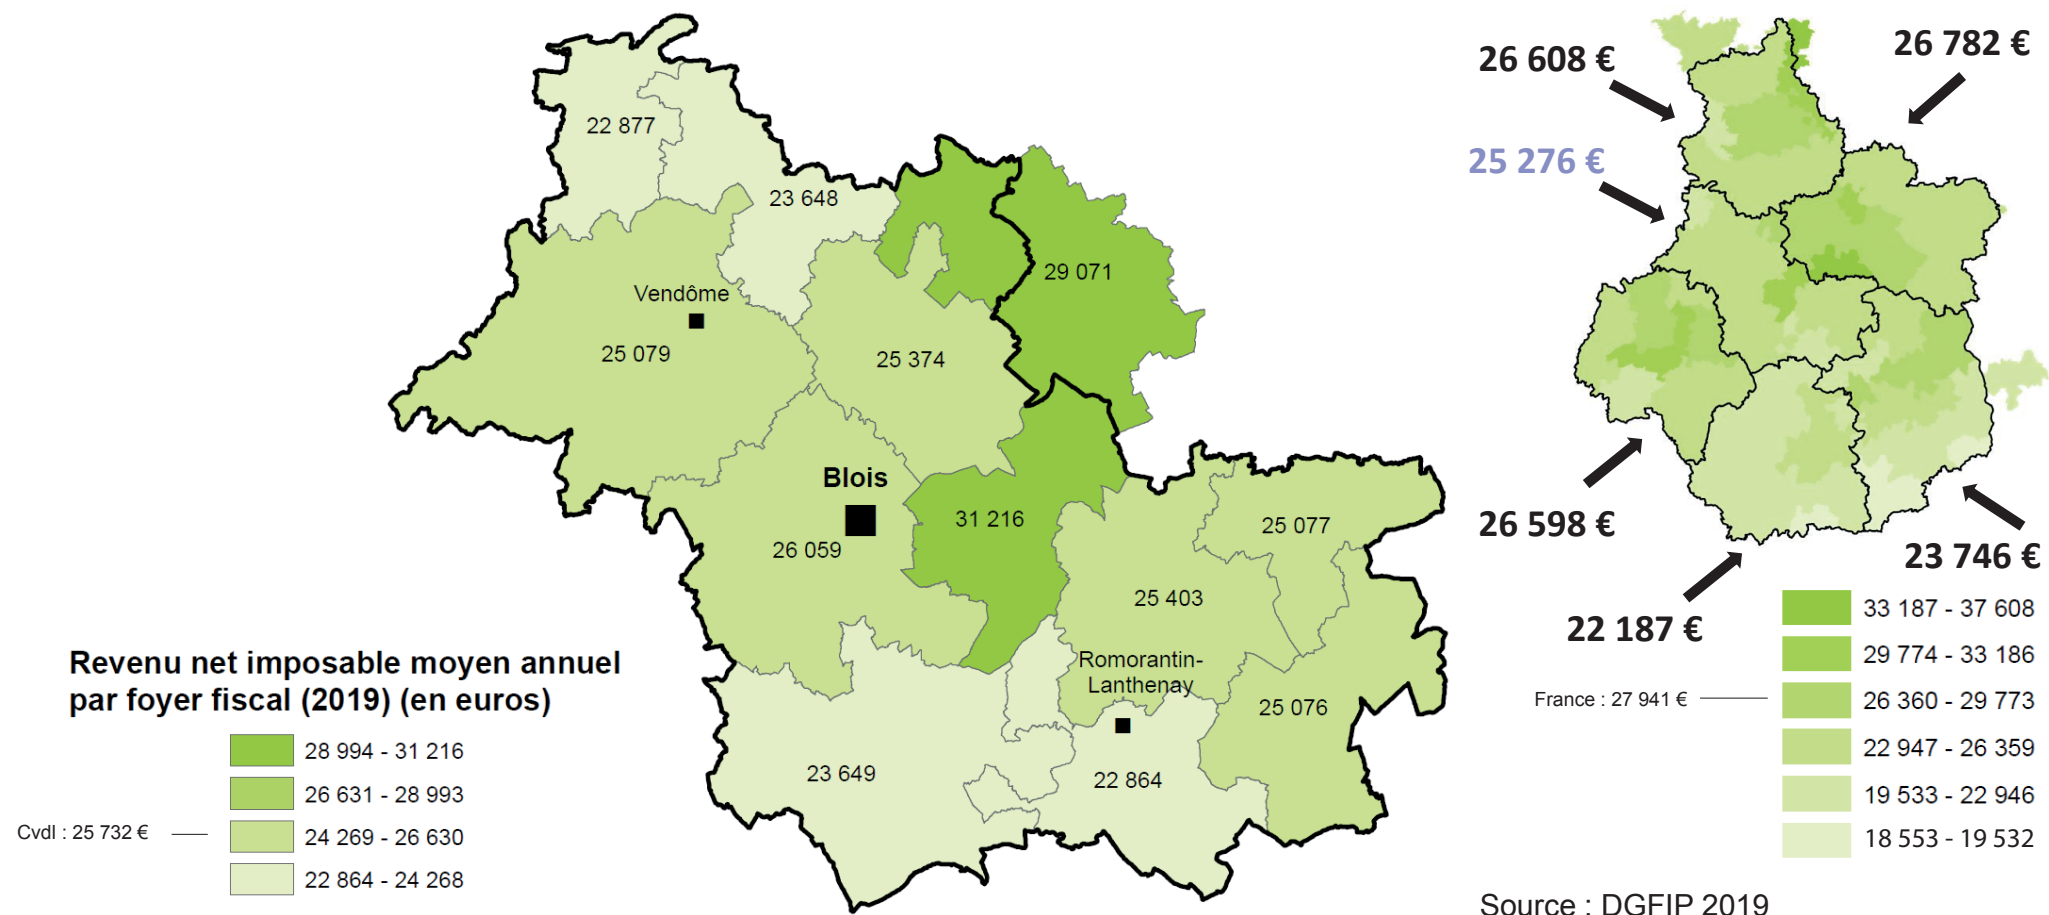 22 877
23 648
29 071
Vendôme
25 079
25 374
Blois
26 059
31 216
25 077
25 403
Romorantin-
Lanthenay
25 076
23 649
22 864
Revenu net imposable moyen annuel
par foyer fiscal (2019) (en euros)
28 994 - 31 216
26 631 - 28 993
Cvdl : 25 732 €
24 269 - 26 630
22 864 - 24 268
26 608 €
26 782 €
25 276 €
26 598 €
23 746 €
22 187 €
33 187 - 37 608
29 774 - 33 186
France : 27 941 €
26 360 - 29 773
22 947 - 26 359
19 533 - 22 946
18 553 - 19 532
Source : DGFIP 2019